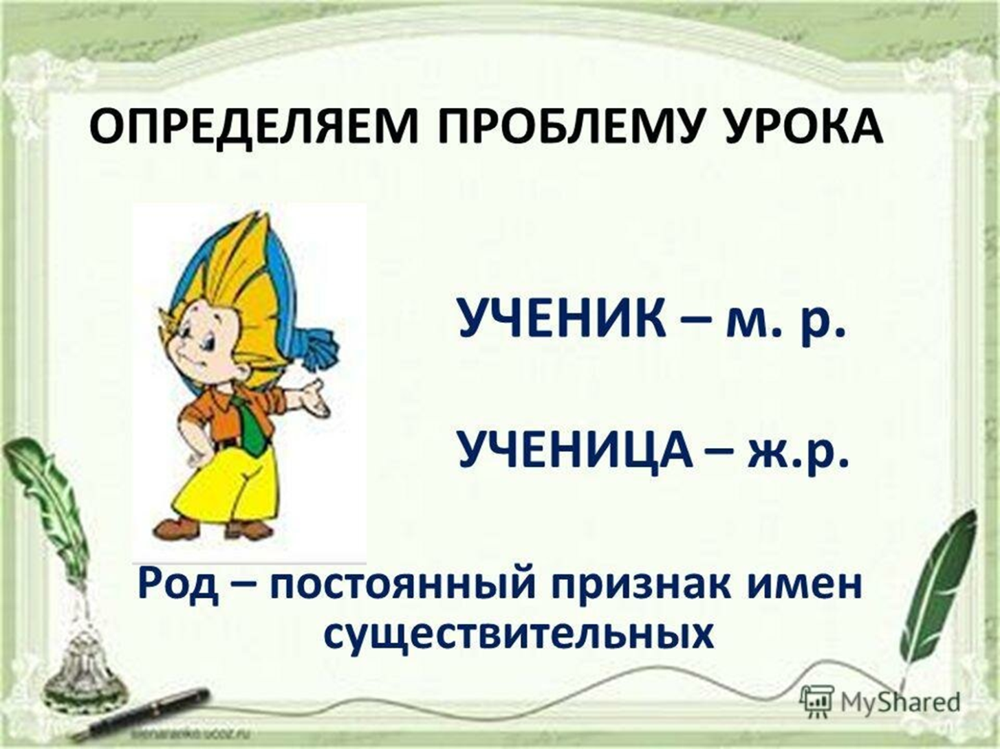 ОПРЕДЕЛЯЕМ ПРОБЛЕМУ УРОКА
УЧЕНИК – м. р.
УЧЕНИЦА – ж.р.
Род – постоянный признак имен
существительных
MyShared